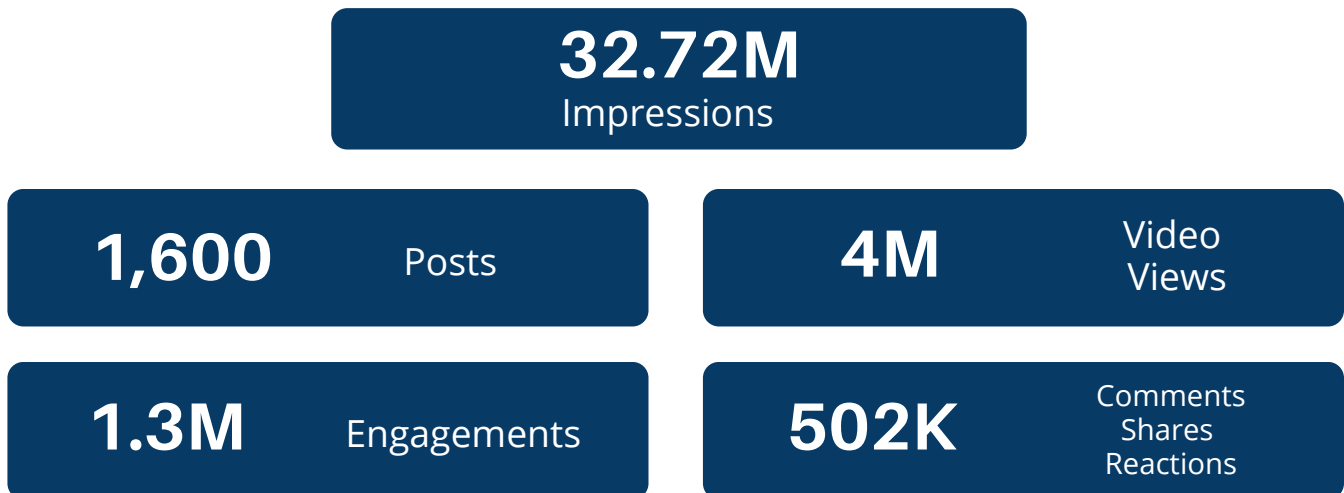 32.72M
Impressions
1,600 Posts
4M
Video
Views
1.3M Engagements
502K
Comments
Shares
Reactions